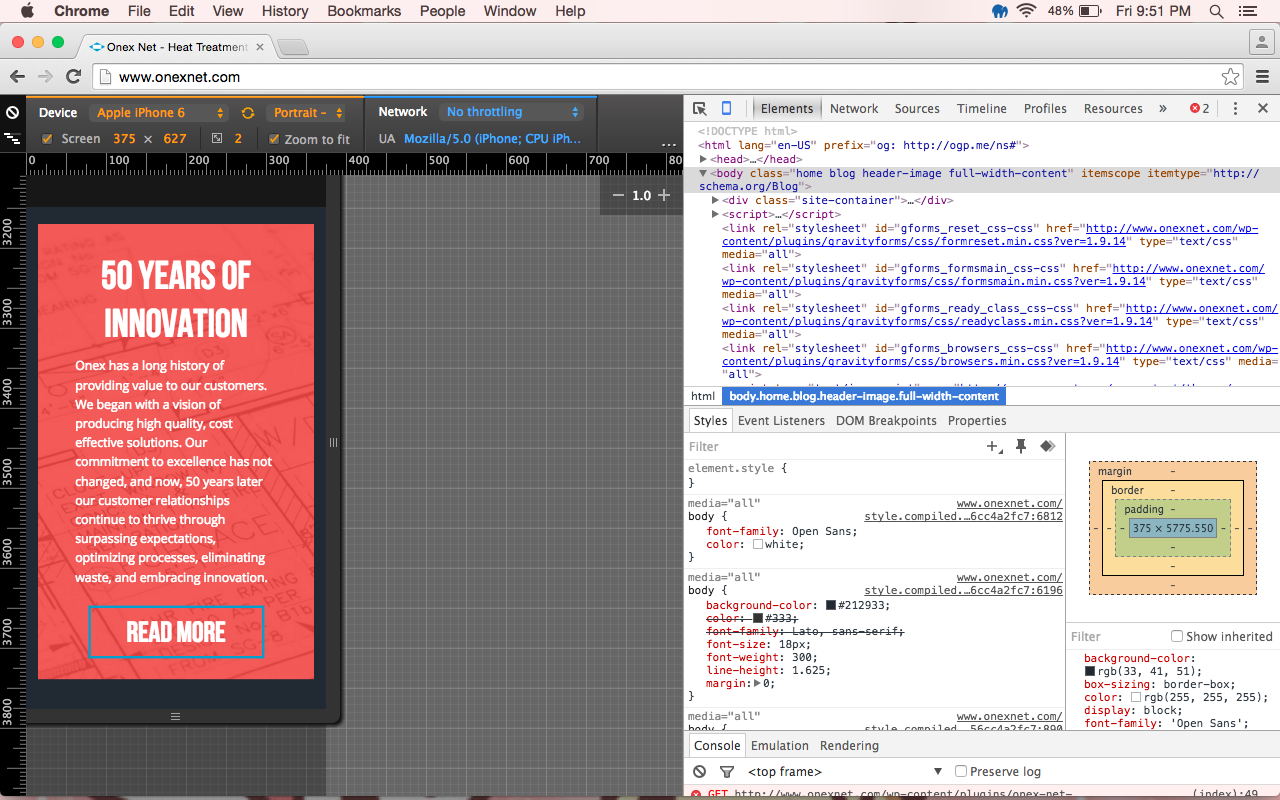 Chrome File Edit View History Bookmarks People Window Help 48% Fri 9:51 PM
Onex Net - Heat Treatment
www.onexnet.com
Device Apple iPhone 6 Portrait - Network No throttling
Screen 375 × 627 2 Zoom to fit UA Mozilla/5.0 (iPhone; CPU iPh... ...
0 100 200 300 400 500 600 700 80
1.0
3200
3300
3400
3500
3600
3700
3800
50 YEARS OF
INNOVATION
Onex has a long history of
providing value to our customers.
We began with a vision of
producing high quality, cost
effective solutions. Our
commitment to excellence has not
changed, and now, 50 years later
our customer relationships
continue to thrive through
surpassing expectations,
optimizing processes, eliminating
waste, and embracing innovation.
READ MORE
Elements Network Sources Timeline Profiles Resources » 2
<!DOCTYPE html>
<html lang="en-US" prefix="og: http://ogp.me/ns#">
<head>…</head>
<body class="home blog header-image full-width-content" itemscope itemtype="http://
schema.org/Blog">
<div class="site-container">…</div>
<script>…</script>
<link rel="stylesheet" id="gforms_reset_css-css" href="http://www.onexnet.com/wp-
content/plugins/gravityforms/css/formreset.min.css?ver=1.9.14" type="text/css"
media="all">
<link rel="stylesheet" id="gforms_formsmain_css-css" href="http://www.onexnet.com/
wp-content/plugins/gravityforms/css/formsmain.min.css?ver=1.9.14" type="text/css"
media="all">
<link rel="stylesheet" id="gforms_ready_class_css-css" href="http://www.onexnet.com/
wp-content/plugins/gravityforms/css/readyclass.min.css?ver=1.9.14" type="text/css"
media="all">
<link rel="stylesheet" id="gforms_browsers_css-css" href="http://www.onexnet.com/wp-
content/plugins/gravityforms/css/browsers.min.css?ver=1.9.14" type="text/css" media=
"all">
html body.home.blog.header-image.full-width-content
Styles Event Listeners DOM Breakpoints Properties
Filter
element.style {
}
media="all" www.onexnet.com/
body { style.compiled…6cc4a2fc7:6812
font-family: Open Sans;
color: white;
}
media="all" www.onexnet.com/
body { style.compiled…6cc4a2fc7:6196
background-color: #212933;
color: #333;
font-family: Lato, sans-serif;
font-size: 18px;
font-weight: 300;
line-height: 1.625;
margin: 0;
}
media="all" www.onexnet.com/
body { style.compiled…56cc4a2fc7:890
margin -
border -
padding -
- - - 375 × 5775.550 - - -
-
-
-
Filter Show inherited
background-color:
rgb(33, 41, 51);
box-sizing: border-box;
color: rgb(255, 255, 255);
display: block;
font-family: 'Open Sans';
Console Emulation Rendering
<top frame> Preserve log
GET http://www.onexnet.com/wp-content/plugins/onex-net- (index):49